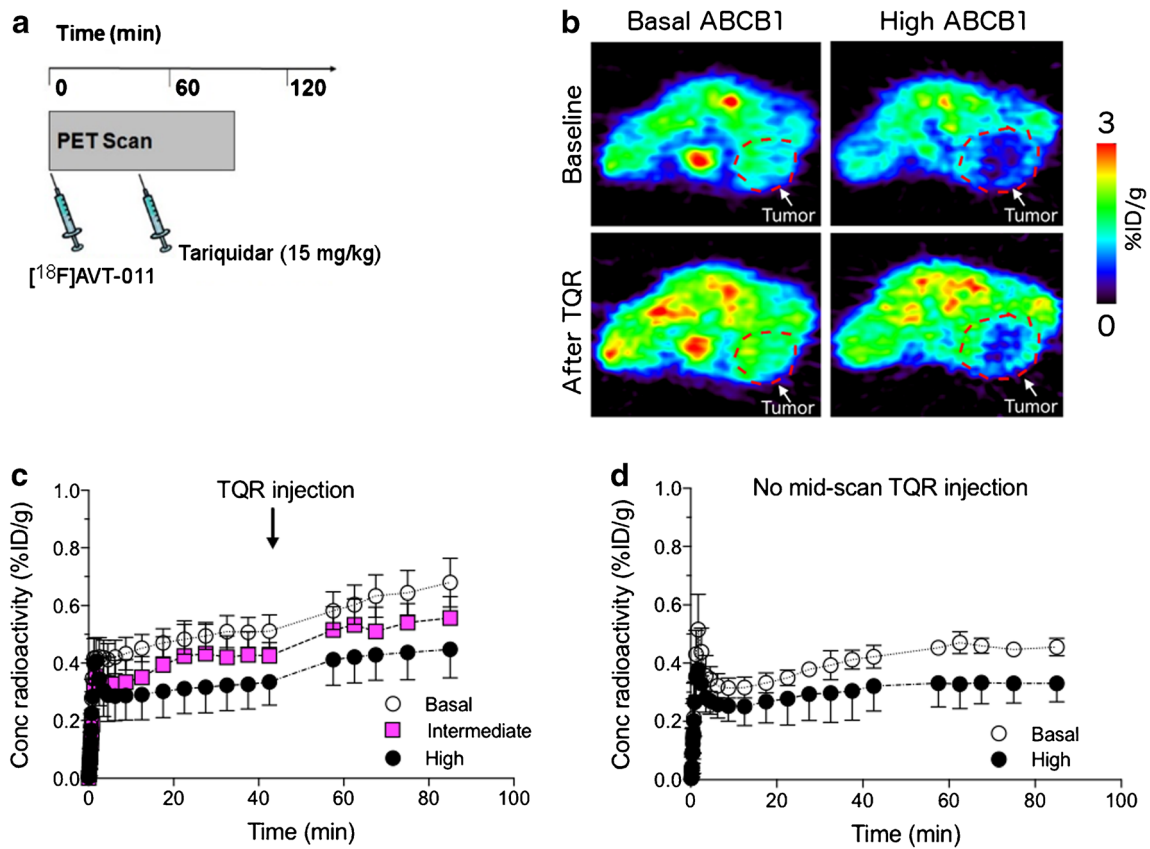 a
Time (min)
0
60
120
PET Scan
Tariquidar (15 mg/kg)
[18F]AVT-011
b
Basal ABCB1
High ABCB1
Baseline
Tumor
Tumor
After TQR
Tumor
Tumor
3
%ID/g
0
c
TQR injection
Conc radioactivity (%ID/g)
1.0
0.8
0.6
0.4
0.2
0.0
Basal
Intermediate
High
0
20
40
60
80
100
Time (min)
d
No mid-scan TQR injection
Conc radioactivity (%ID/g)
1.0
0.8
0.6
0.4
0.2
0.0
Basal
High
0
20
40
60
80
100
Time (min)